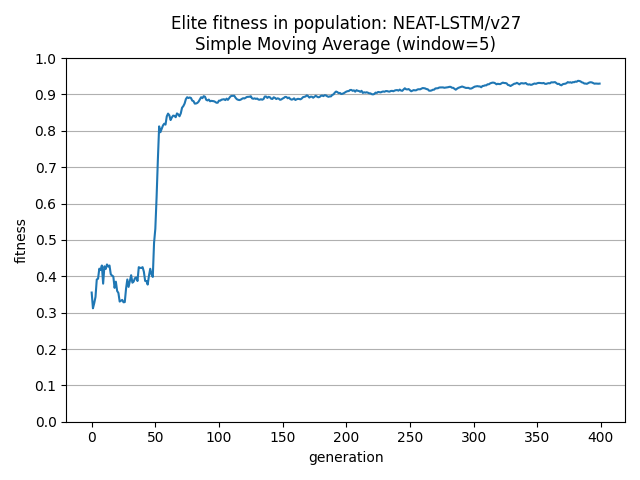 Elite fitness in population: NEAT-LSTM/v27
Simple Moving Average (window=5)
1.0
0.9
0.8
0.7
0.6
0.5
0.4
0.3
0.2
0.1
0.0
fitness
0 50 100 150 200 250 300 350 400
generation